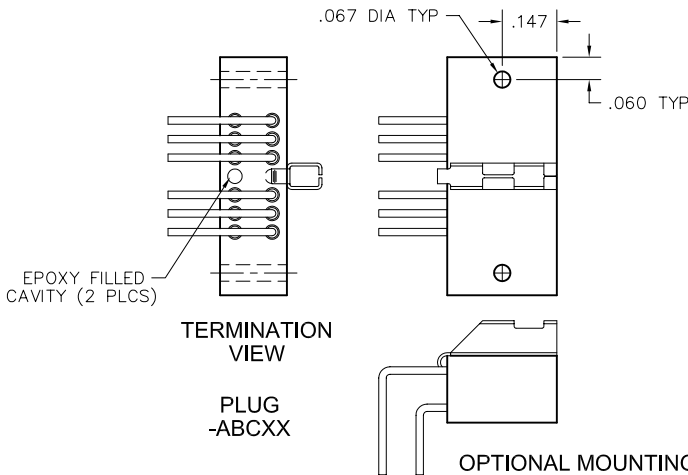 .067 DIA TYP
.147
.060 TYP
EPOXY FILLED
CAVITY (2 PLCS)
TERMINATION
VIEW
PLUG
-ABCXX
OPTIONAL MOUNTING